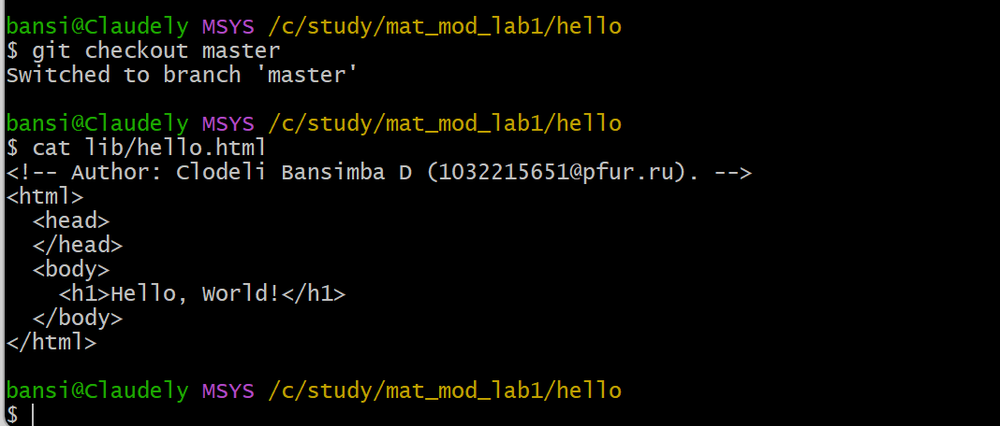 bansi@Claudely MSYS /c/study/mat_mod_lab1/hello
$ git checkout master
Switched to branch 'master'
bansi@Claudely MSYS /c/study/mat_mod_lab1/hello
$ cat lib/hello.html
<!-- Author: Clodeli Bansimba D (1032215651@pfur.ru). -->
<html>
  <head>
  </head>
  <body>
    <h1>Hello, World!</h1>
  </body>
</html>
bansi@Claudely MSYS /c/study/mat_mod_lab1/hello
$